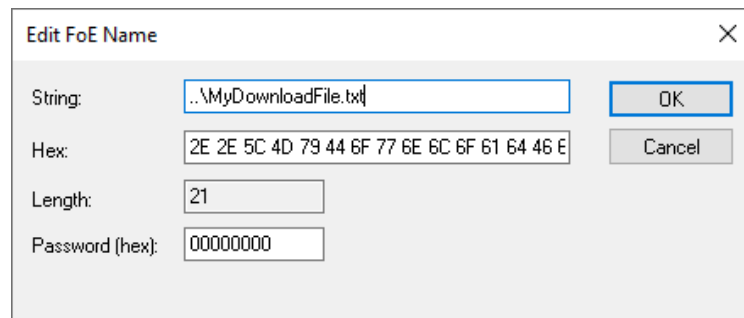 Edit FoE Name
String: ..\MyDownloadFile.txt OK
Hex: 2E 2E 5C 4D 79 44 6F 77 6E 6C 6F 61 64 46 Cancel
Length: 21
Password (hex): 00000000